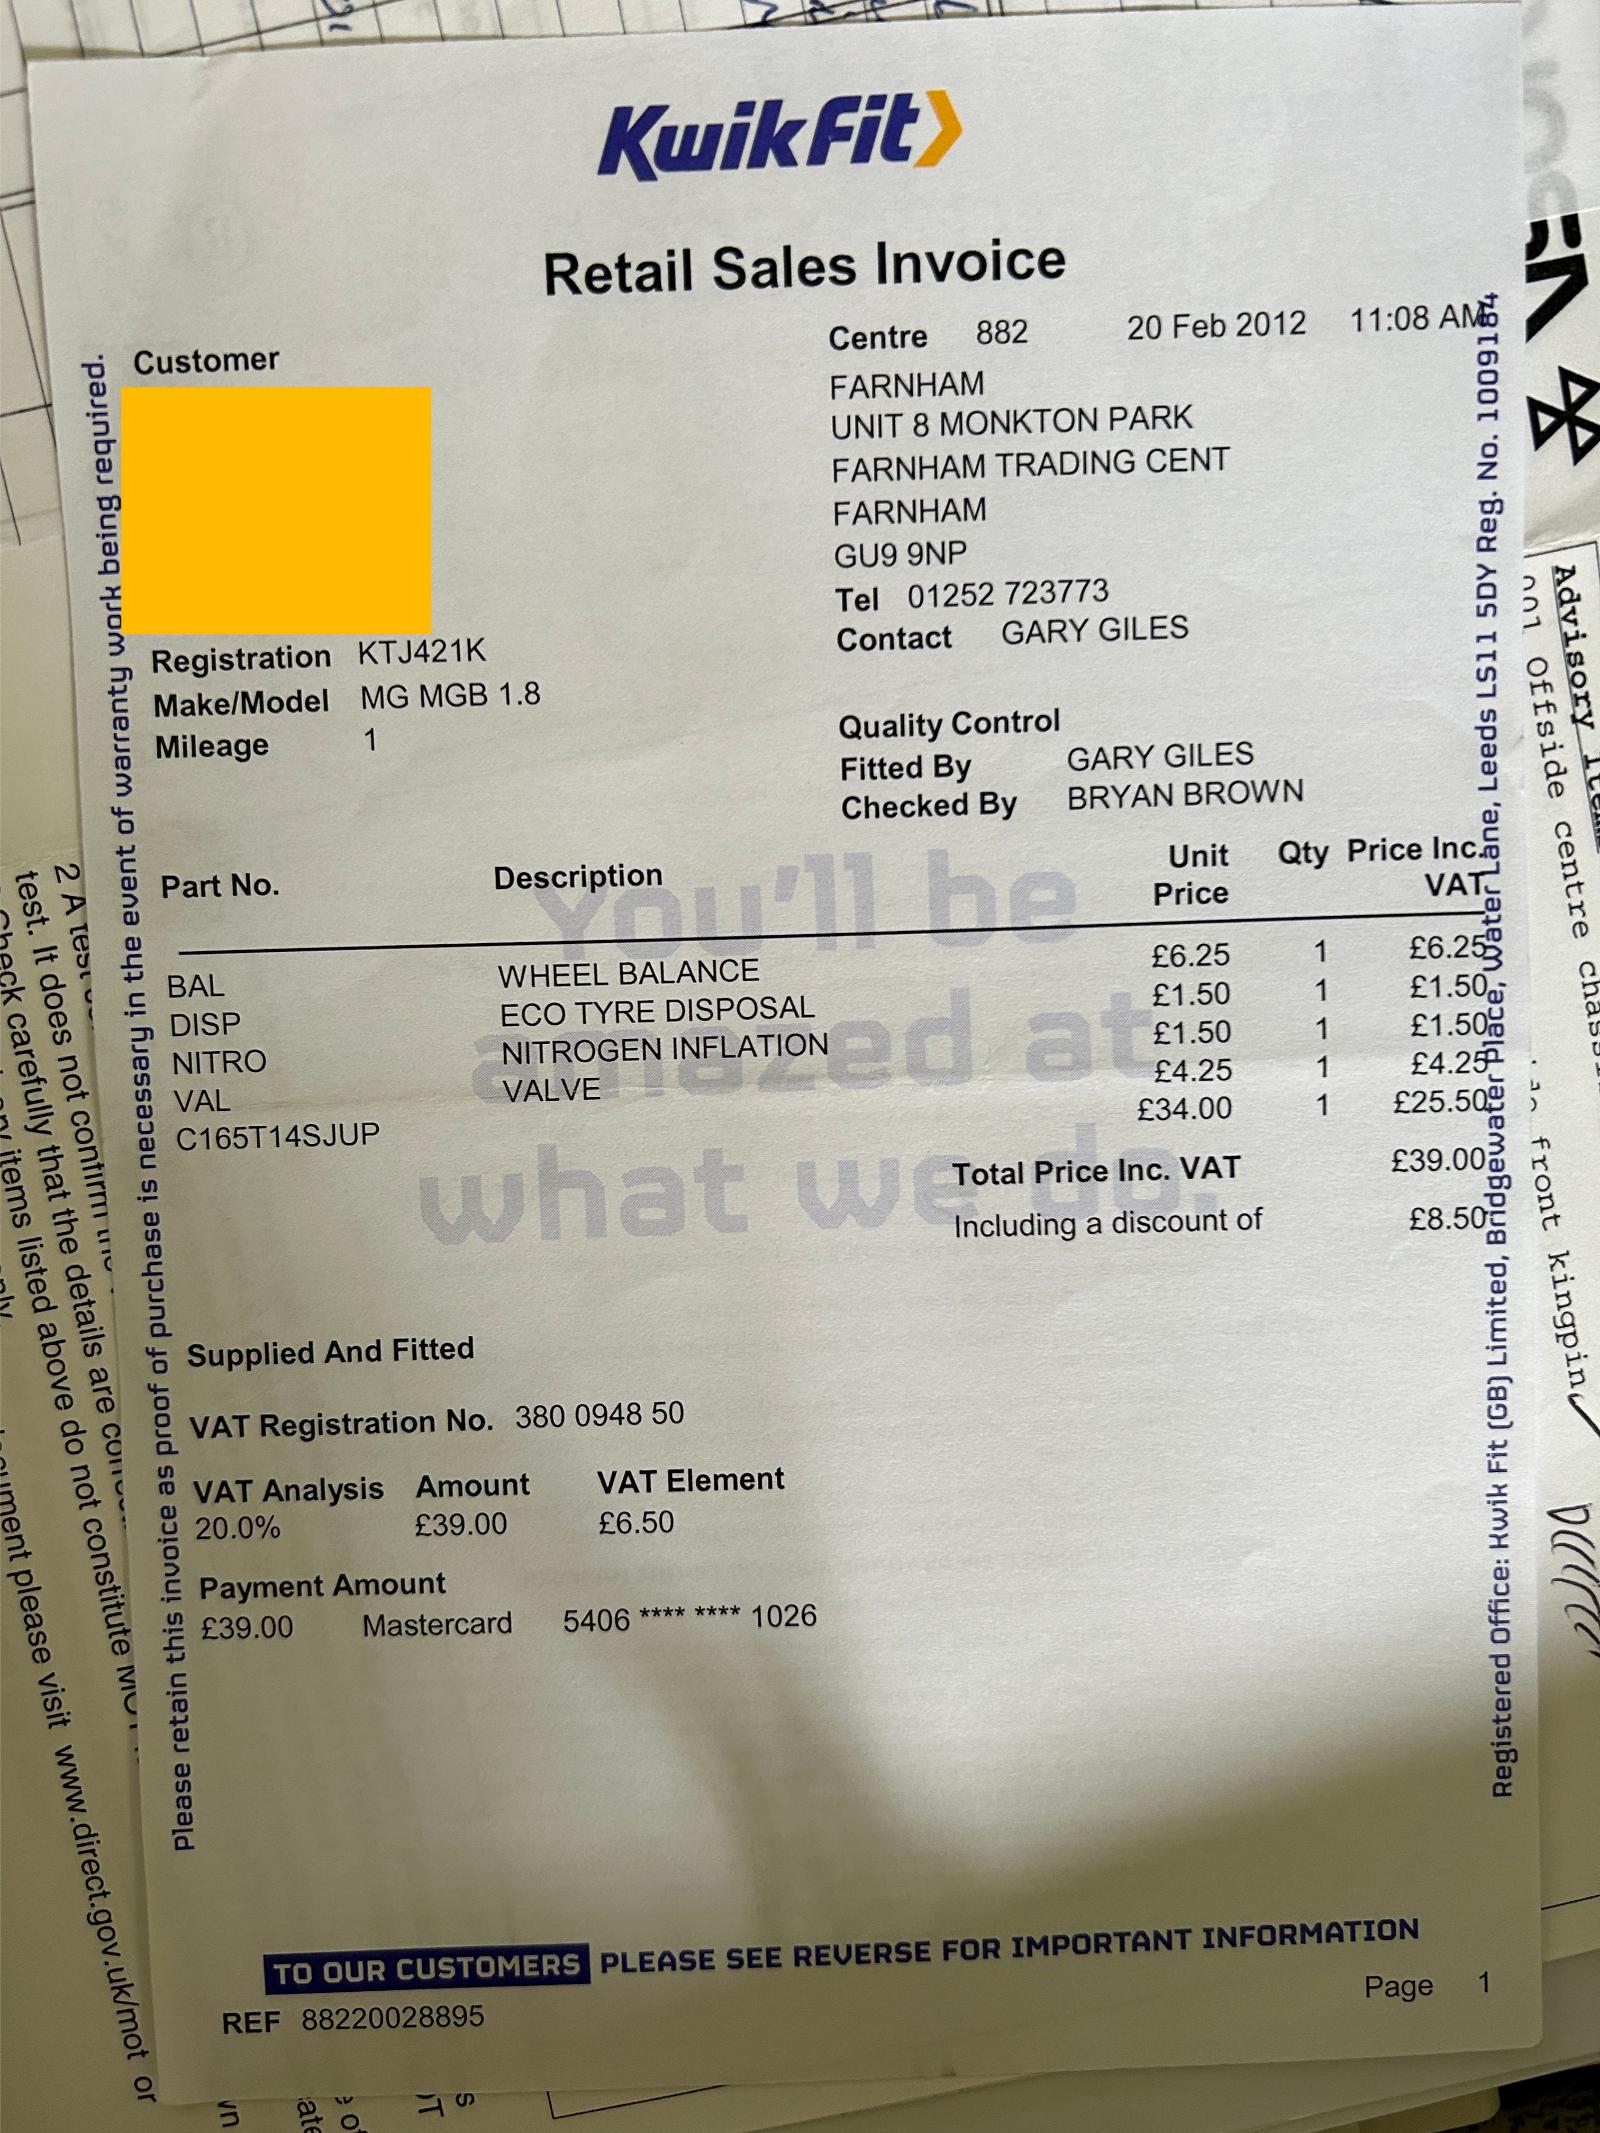 KwikFit
Retail Sales Invoice
Customer
Centre 882 20 Feb 2012 11:08 AM
FARNHAM
UNIT 8 MONKTON PARK
FARNHAM TRADING CENT
FARNHAM
GU9 9NP
Tel 01252 723773
Contact GARY GILES
Registration KTJ421K
Make/Model MG MGB 1.8
Mileage 1
Quality Control
Fitted By GARY GILES
Checked By BRYAN BROWN
Part No. Description Unit Price Qty Price Inc. VAT
BAL WHEEL BALANCE £6.25 1 £6.25
DISP ECO TYRE DISPOSAL £1.50 1 £1.50
NITRO NITROGEN INFLATION £1.50 1 £1.50
VAL VALVE £4.25 1 £4.25
C165T14SJUP £34.00 1 £25.50
Total Price Inc. VAT £39.00
Including a discount of £8.50
You'll be
amazed at
what we do.
Supplied And Fitted
VAT Registration No. 380 0948 50
VAT Analysis Amount VAT Element
20.0% £39.00 £6.50
Payment Amount
£39.00 Mastercard 5406 **** **** 1026
TO OUR CUSTOMERS PLEASE SEE REVERSE FOR IMPORTANT INFORMATION
Page 1
REF 88220028895
Please retain this invoice as proof of purchase is necessary in the event of warranty work being required.
Registered Office: Kwik Fit (GB) Limited, Bridgewater Place, Water Lane, Leeds LS11 5DY Reg. No. 1009184
2 A test
test. It does not confirm
Check carefully that the details are
items listed above do not constitute
document please visit www.direct.gov.uk/mot or
Advisory
001 Offside centre
front kingpin